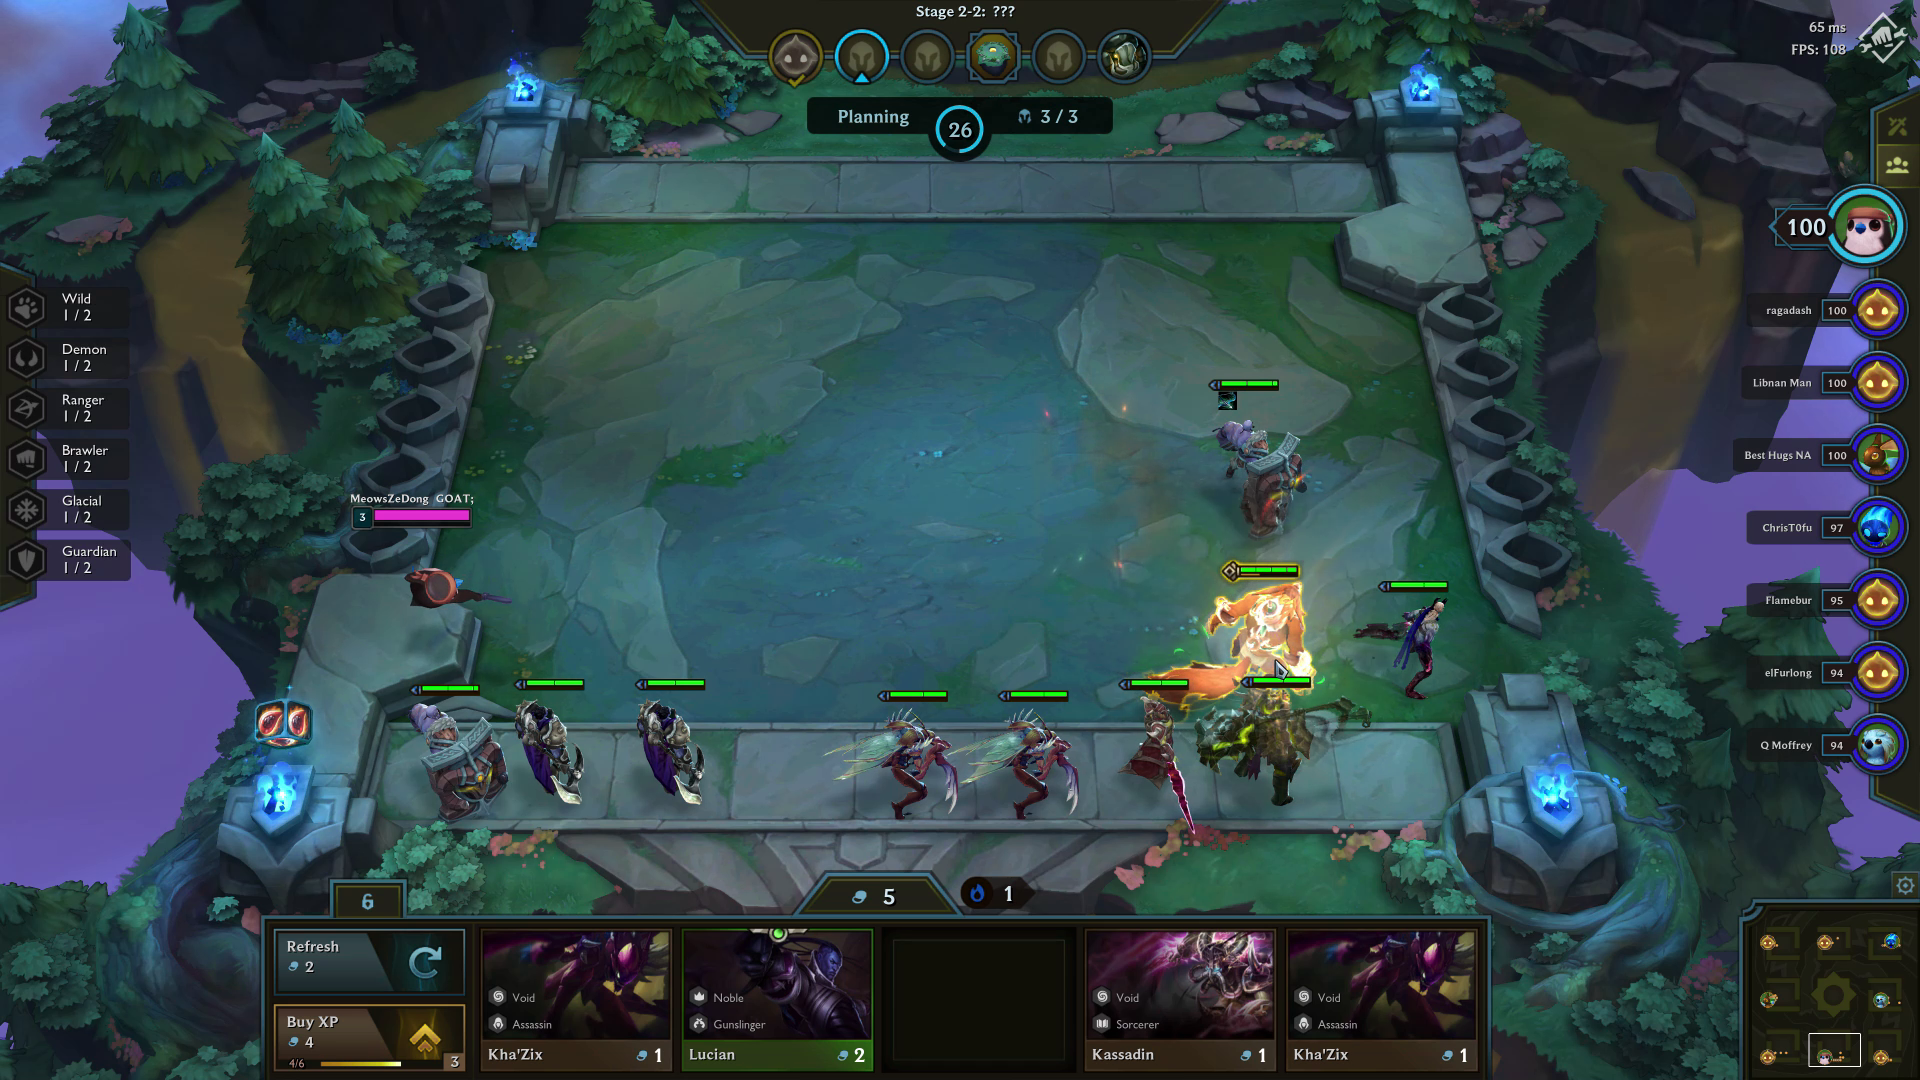 Stage 2-2: ???
65 ms
FPS: 108
Planning
26
3 / 3
100
Wild
1 / 2
Demon
1 / 2
Ranger
1 / 2
Brawler
1 / 2
Glacial
1 / 2
Guardian
1 / 2
ragadash 100
Libnan Man 100
Best Hugs NA 100
ChrisT0fu 97
Flamebur 95
elFurlong 94
Q Moffrey 94
MeowsZeDong GOAT;
3
6
5
1
Refresh
2
Buy XP
4
4/6
3
Void
Assassin
Kha'Zix 1
Noble
Gunslinger
Lucian 2
Void
Sorcerer
Kassadin 1
Void
Assassin
Kha'Zix 1